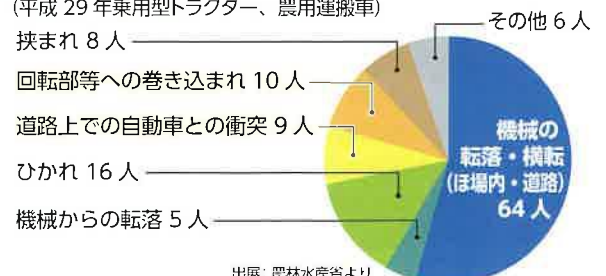 (平成 29 年乗用型トラクター、農用運搬車)
その他 6 人
挟まれ 8 人
回転部等への巻き込まれ 10 人
道路上での自動車との衝突 9 人
ひかれ 16 人
機械からの転落 5 人
機械の
転落・横転
(ほ場内・道路)
64 人
出展：農林水産省より